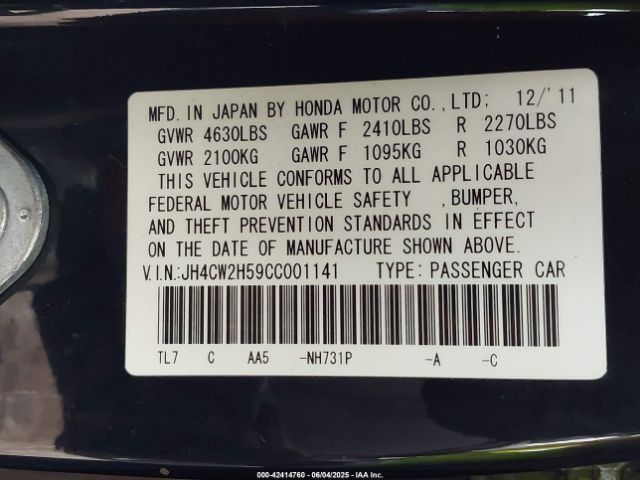 MFD. IN JAPAN BY HONDA MOTOR CO., LTD; 12/'11
GVWR 4630LBS GAWR F 2410LBS R 2270LBS
GVWR 2100KG GAWR F 1095KG R 1030KG
THIS VEHICLE CONFORMS TO ALL APPLICABLE
FEDERAL MOTOR VEHICLE SAFETY , BUMPER,
AND THEFT PREVENTION STANDARDS IN EFFECT
ON THE DATE OF MANUFACTURE SHOWN ABOVE.
V.I.N.:JH4CW2H59CC001141 TYPE: PASSENGER CAR
TL7 C AA5 -NH731P -A -C
000-42414760 - 06/04/2025 - IAA Inc.